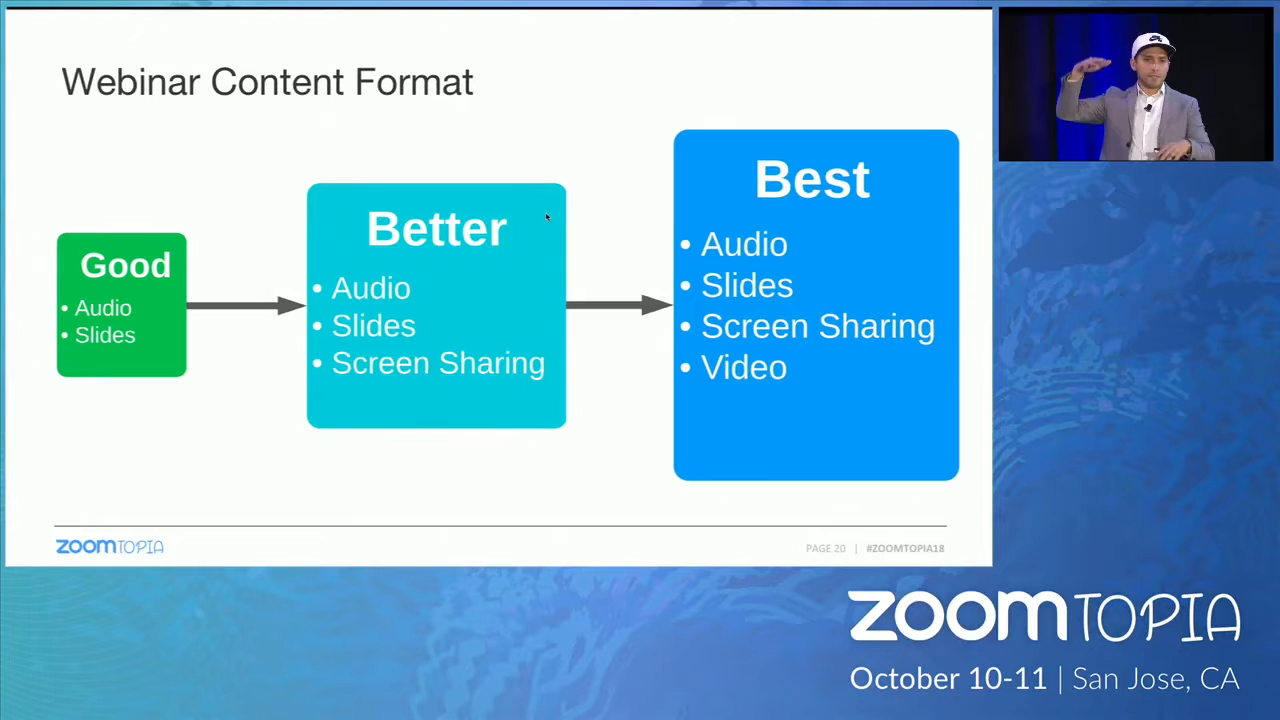 Webinar Content Format
Good
• Audio
• Slides
Better
• Audio
• Slides
• Screen Sharing
Best
• Audio
• Slides
• Screen Sharing
• Video
ZOOMTOPIA
PAGE 20 | #ZOOMTOPIA18
ZOOMTOPIA
October 10-11 | San Jose, CA